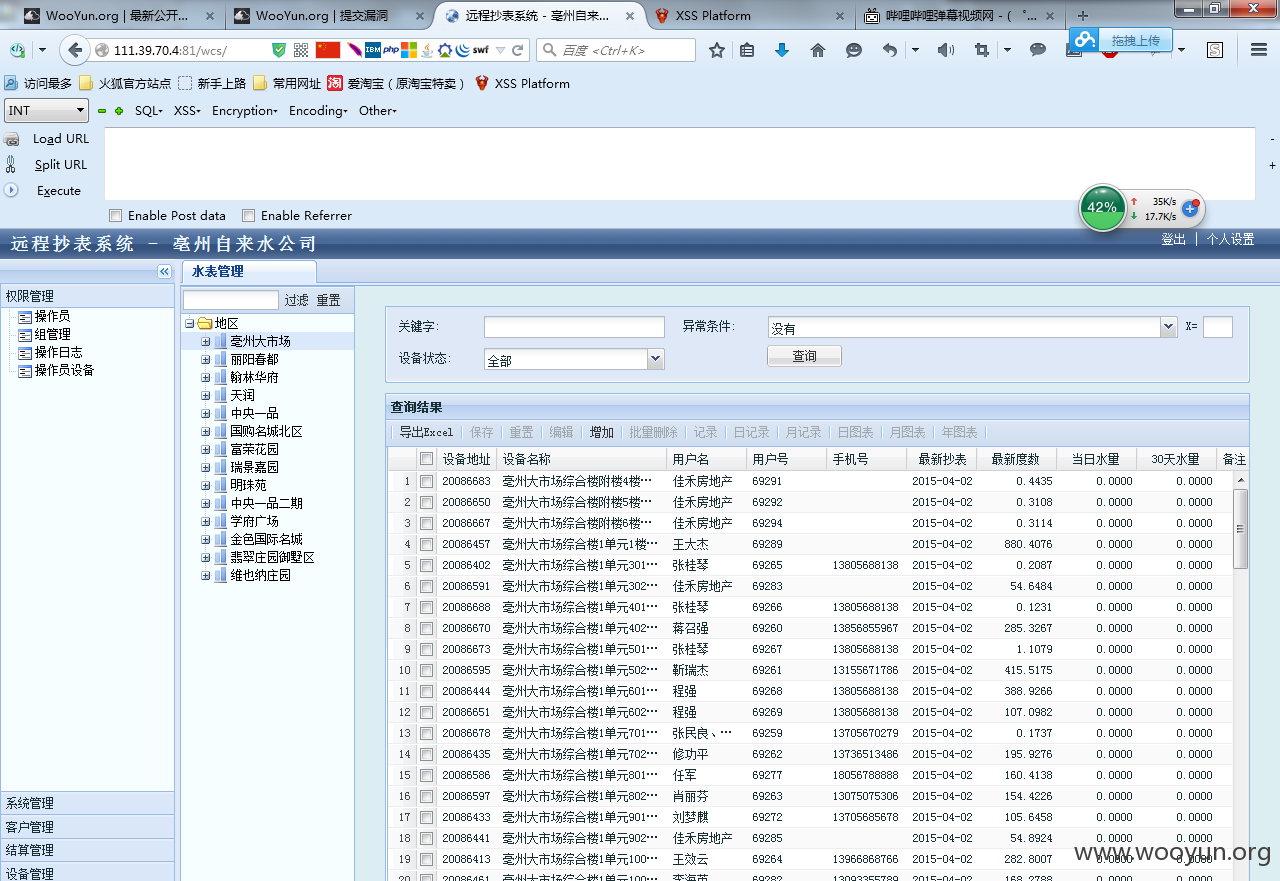 WooYun.org | 最新公开... × WooYun.org | 提交漏洞 × 远程抄表系统 - 亳州自来... × XSS Platform × 哔哩哔哩弹幕视频网 - ( ゜... × +
111.39.70.4:81/wcs/ IBM php swf 百度 <Ctrl+K> 拖拽上传 S
访问最多 火狐官方站点 新手上路 常用网址 淘 爱淘宝（原淘宝特卖） XSS Platform
INT SQL XSS Encryption Encoding Other
Load URL
Split URL
Execute
- +
Enable Post data Enable Referrer
42% 35K/s 17.7K/s
远程抄表系统 - 亳州自来水公司
登出 | 个人设置
水表管理
权限管理
操作员
组管理
操作日志
操作员设备
系统管理
客户管理
结算管理
设备管理
过滤 重置
地区
亳州大市场
丽阳春都
翰林华府
天润
中央一品
国购名城北区
富荣花园
瑞景嘉园
明珠苑
中央一品二期
学府广场
金色国际名城
翡翠庄园御墅区
维也纳庄园
关键字: 异常条件: 没有 X=
设备状态: 全部 查询
查询结果
导出Excel 保存 重置 编辑 增加 批量删除 记录 日记录 月记录 日图表 月图表 年图表
设备地址 设备名称 用户名 用户号 手机号 最新抄表 最新度数 当日水量 30天水量 备注
1 20086683 亳州大市场综合楼附楼4楼… 佳禾房地产 69291 2015-04-02 0.4435 0.0000 0.0000
2 20086650 亳州大市场综合楼附楼5楼… 佳禾房地产 69292 2015-04-02 0.3108 0.0000 0.0000
3 20086667 亳州大市场综合楼附楼6楼… 佳禾房地产 69294 2015-04-02 0.3114 0.0000 0.0000
4 20086457 亳州大市场综合楼1单元1楼… 王大杰 69289 2015-04-02 880.4076 0.0000 0.0000
5 20086402 亳州大市场综合楼1单元301… 张桂琴 69265 13805688138 2015-04-02 0.2087 0.0000 0.0000
6 20086591 亳州大市场综合楼1单元302… 佳禾房地产 69283 2015-04-02 54.6484 0.0000 0.0000
7 20086688 亳州大市场综合楼1单元401… 张桂琴 69266 13805688138 2015-04-02 0.1231 0.0000 0.0000
8 20086670 亳州大市场综合楼1单元402… 蒋召强 69260 13856855967 2015-04-02 285.3267 0.0000 0.0000
9 20086673 亳州大市场综合楼1单元501… 张桂琴 69267 13805688138 2015-04-02 1.1079 0.0000 0.0000
10 20086595 亳州大市场综合楼1单元502… 靳瑞杰 69261 13155671786 2015-04-02 415.5175 0.0000 0.0000
11 20086444 亳州大市场综合楼1单元601… 程强 69268 13805688138 2015-04-02 388.9266 0.0000 0.0000
12 20086651 亳州大市场综合楼1单元602… 程强 69269 13805688138 2015-04-02 107.0982 0.0000 0.0000
13 20086678 亳州大市场综合楼1单元701… 张民良、… 69259 13705670279 2015-04-02 0.1737 0.0000 0.0000
14 20086435 亳州大市场综合楼1单元702… 修功平 69262 13736513486 2015-04-02 195.9276 0.0000 0.0000
15 20086586 亳州大市场综合楼1单元801… 任军 69277 18056788888 2015-04-02 160.4138 0.0000 0.0000
16 20086597 亳州大市场综合楼1单元802… 肖丽芬 69263 13075075306 2015-04-02 154.4226 0.0000 0.0000
17 20086433 亳州大市场综合楼1单元901… 刘梦麒 69272 13705685678 2015-04-02 105.6458 0.0000 0.0000
18 20086441 亳州大市场综合楼1单元902… 佳禾房地产 69285 2015-04-02 54.8924 0.0000 0.0000
19 20086413 亳州大市场综合楼1单元100… 王效云 69264 13966868766 2015-04-02 282.8007 0.0000 0.0000
20 20086461 亳州大市场综合楼1单元100… 李海英 69282 13093355789 2015-04-02 168.2788 0.0000 0.0000
www.wooyun.org